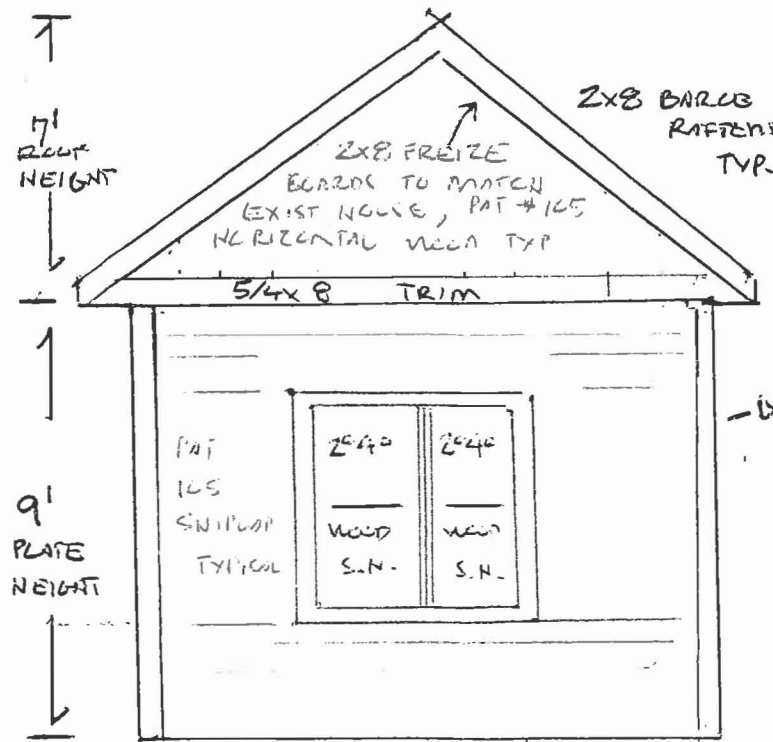 7'
ROOF
HEIGHT
2x8 BARGE
RAFTERS
TYP.
2x8 FREIZE
BOARDS TO MATCH
EXIST HOUSE, PAT #105
HORIZONTAL WOOD TYP
5/4x8 TRIM
9'
PLATE
HEIGHT
PAT
105
SHIPLAP
TYPICAL
2⁰4⁰ 2⁰4⁰
WOOD WOOD
S.H. S.H.